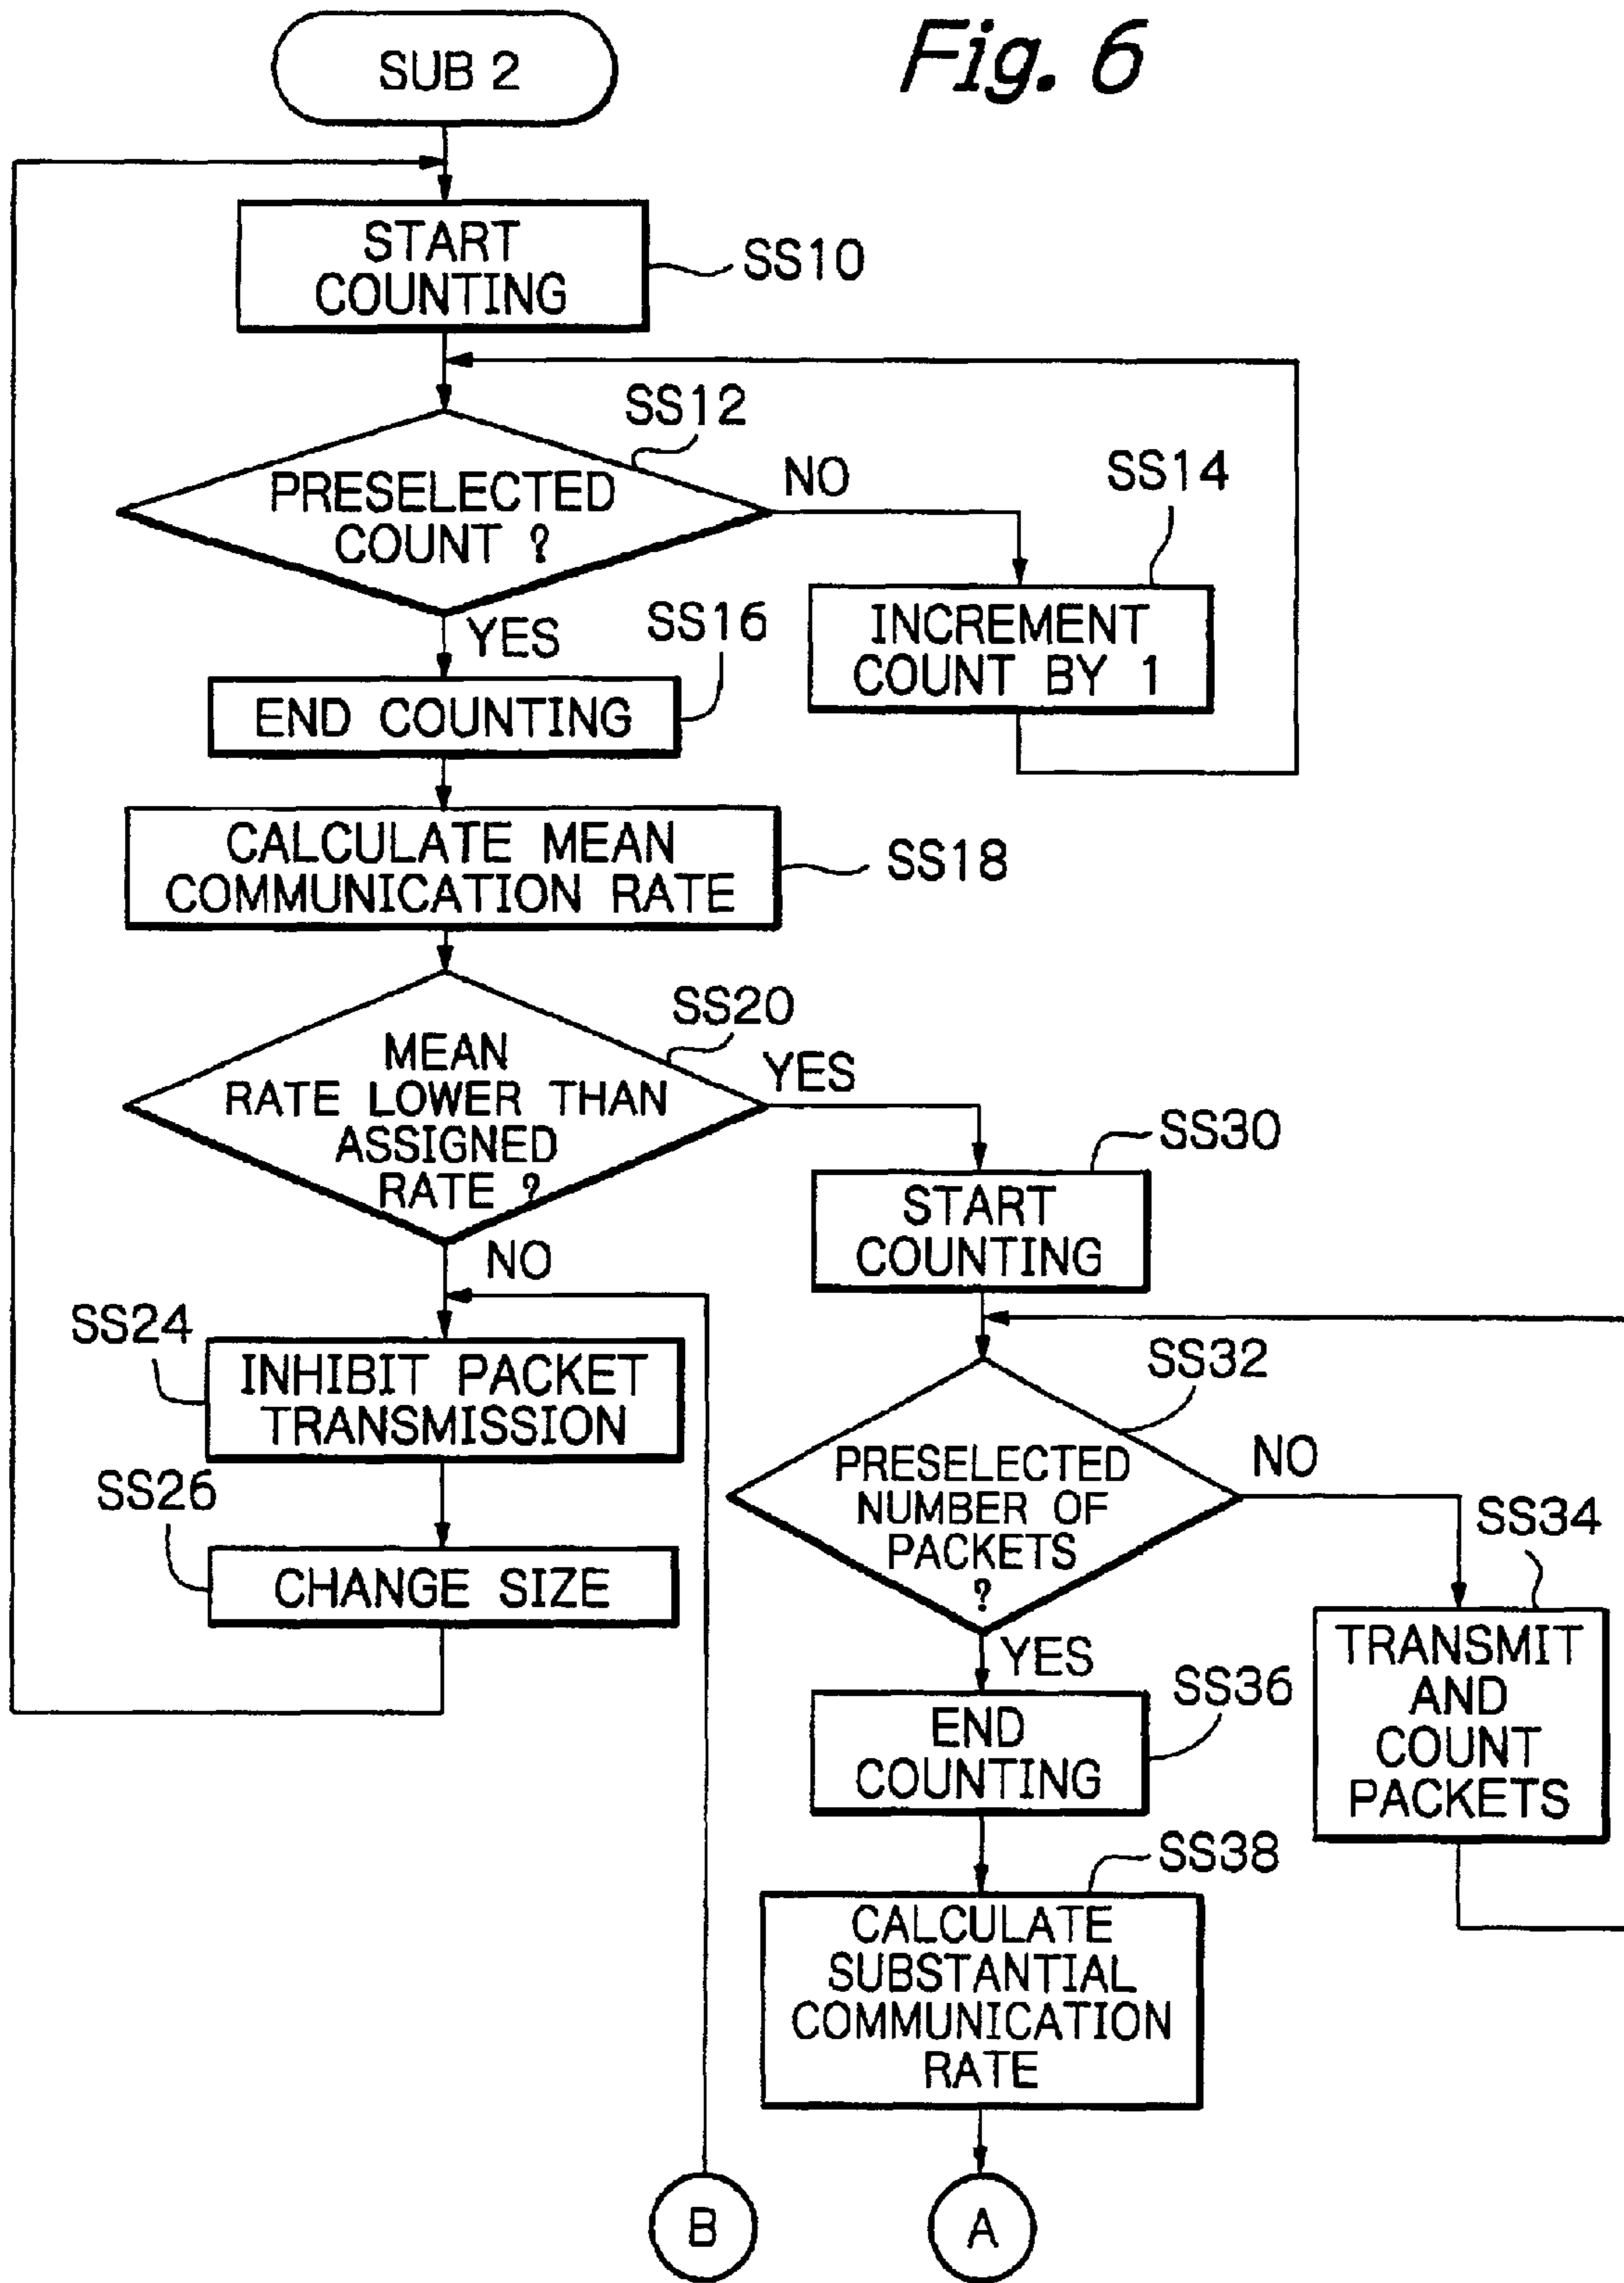 Fig. 6
SUB 2
START
COUNTING
SS10
SS12
PRESELECTED
COUNT ?
NO
SS14
INCREMENT
COUNT BY 1
YES
SS16
END COUNTING
CALCULATE MEAN
COMMUNICATION RATE
SS18
SS20
MEAN
RATE LOWER THAN
ASSIGNED
RATE ?
YES
NO
SS30
START
COUNTING
SS24
INHIBIT PACKET
TRANSMISSION
SS26
CHANGE SIZE
SS32
PRESELECTED
NUMBER OF
PACKETS
?
NO
SS34
TRANSMIT
AND
COUNT
PACKETS
YES
SS36
END
COUNTING
SS38
CALCULATE
SUBSTANTIAL
COMMUNICATION
RATE
B
A